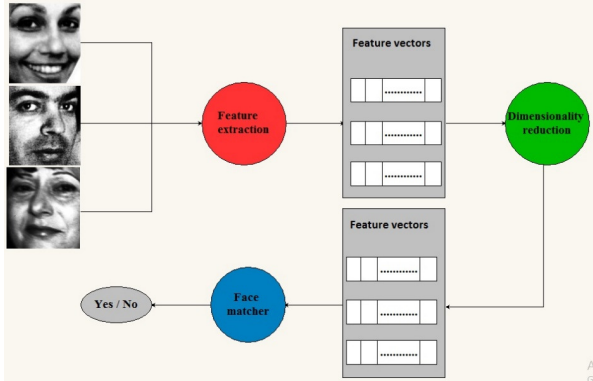 Feature vectors
Feature
extraction
Dimensionality
reduction
Feature vectors
Yes / No
Face
matcher